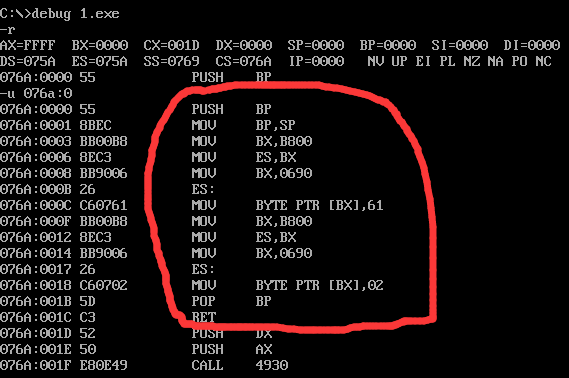 C:\>debug 1.exe
-r
AX=FFFF  BX=0000  CX=001D  DX=0000  SP=0000  BP=0000  SI=0000  DI=0000
DS=075A  ES=075A  SS=0769  CS=076A  IP=0000   NV UP EI PL NZ NA PO NC
076A:0000 55            PUSH    BP
-u 076a:0
076A:0000 55            PUSH    BP
076A:0001 8BEC          MOV     BP,SP
076A:0003 BB00B8        MOV     BX,B800
076A:0006 8EC3          MOV     ES,BX
076A:0008 BB9006        MOV     BX,0690
076A:000B 26            ES:
076A:000C C60761        MOV     BYTE PTR [BX],61
076A:000F BB00B8        MOV     BX,B800
076A:0012 8EC3          MOV     ES,BX
076A:0014 BB9006        MOV     BX,0690
076A:0017 26            ES:
076A:0018 C60702        MOV     BYTE PTR [BX],02
076A:001B 5D            POP     BP
076A:001C C3            RET
076A:001D 52            PUSH    DX
076A:001E 50            PUSH    AX
076A:001F E80E49        CALL    4930